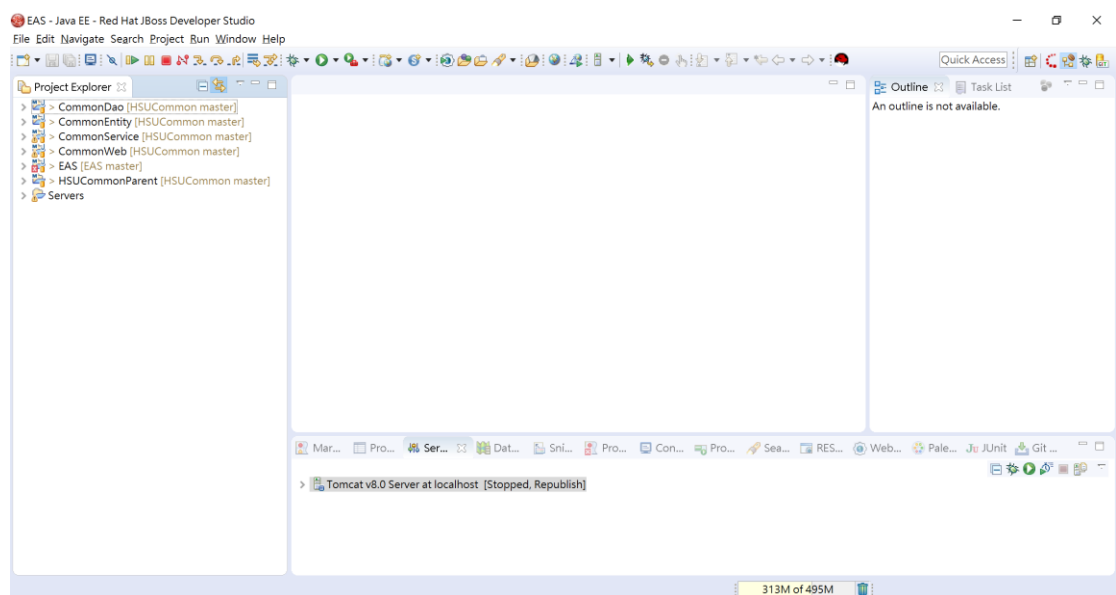 EAS - Java EE - Red Hat JBoss Developer Studio
File Edit Navigate Search Project Run Window Help
Quick Access
Project Explorer
> CommonDao [HSUCommon master]
> CommonEntity [HSUCommon master]
> CommonService [HSUCommon master]
> CommonWeb [HSUCommon master]
> EAS [EAS master]
> HSUCommonParent [HSUCommon master]
Servers
Outline Task List
An outline is not available.
Mar... Pro... Ser... Dat... Sni... Pro... Con... Pro... Sea... RES... Web... Pale... Ju JUnit Git ...
Tomcat v8.0 Server at localhost [Stopped, Republish]
313M of 495M